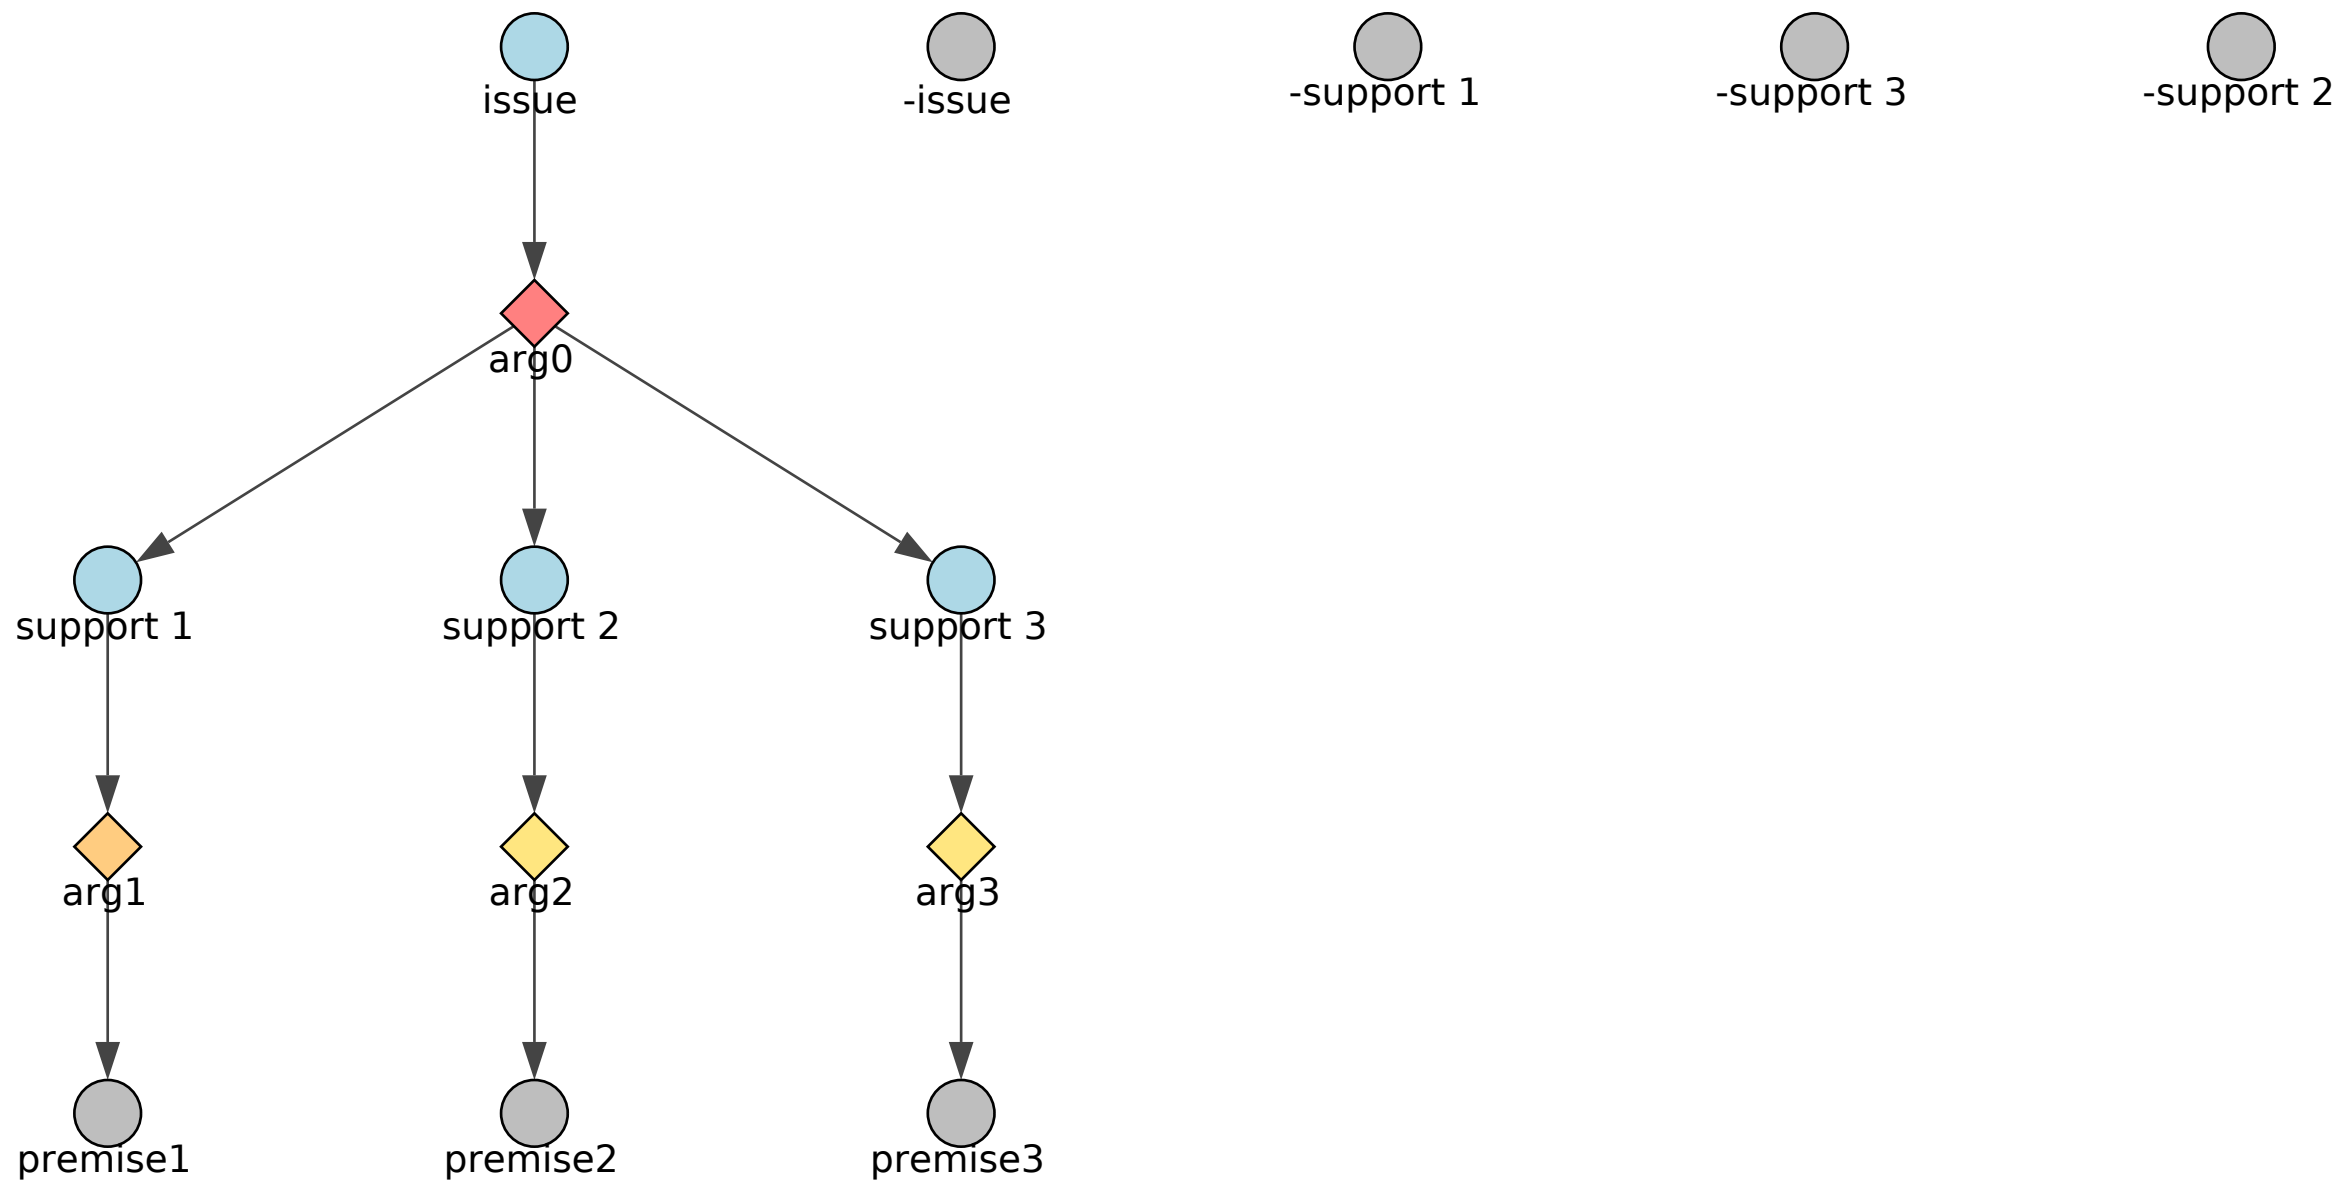 issue
-issue
-support 1
-support 3
-support 2
arg0
support 1
support 2
support 3
arg1
arg2
arg3
premise1
premise2
premise3